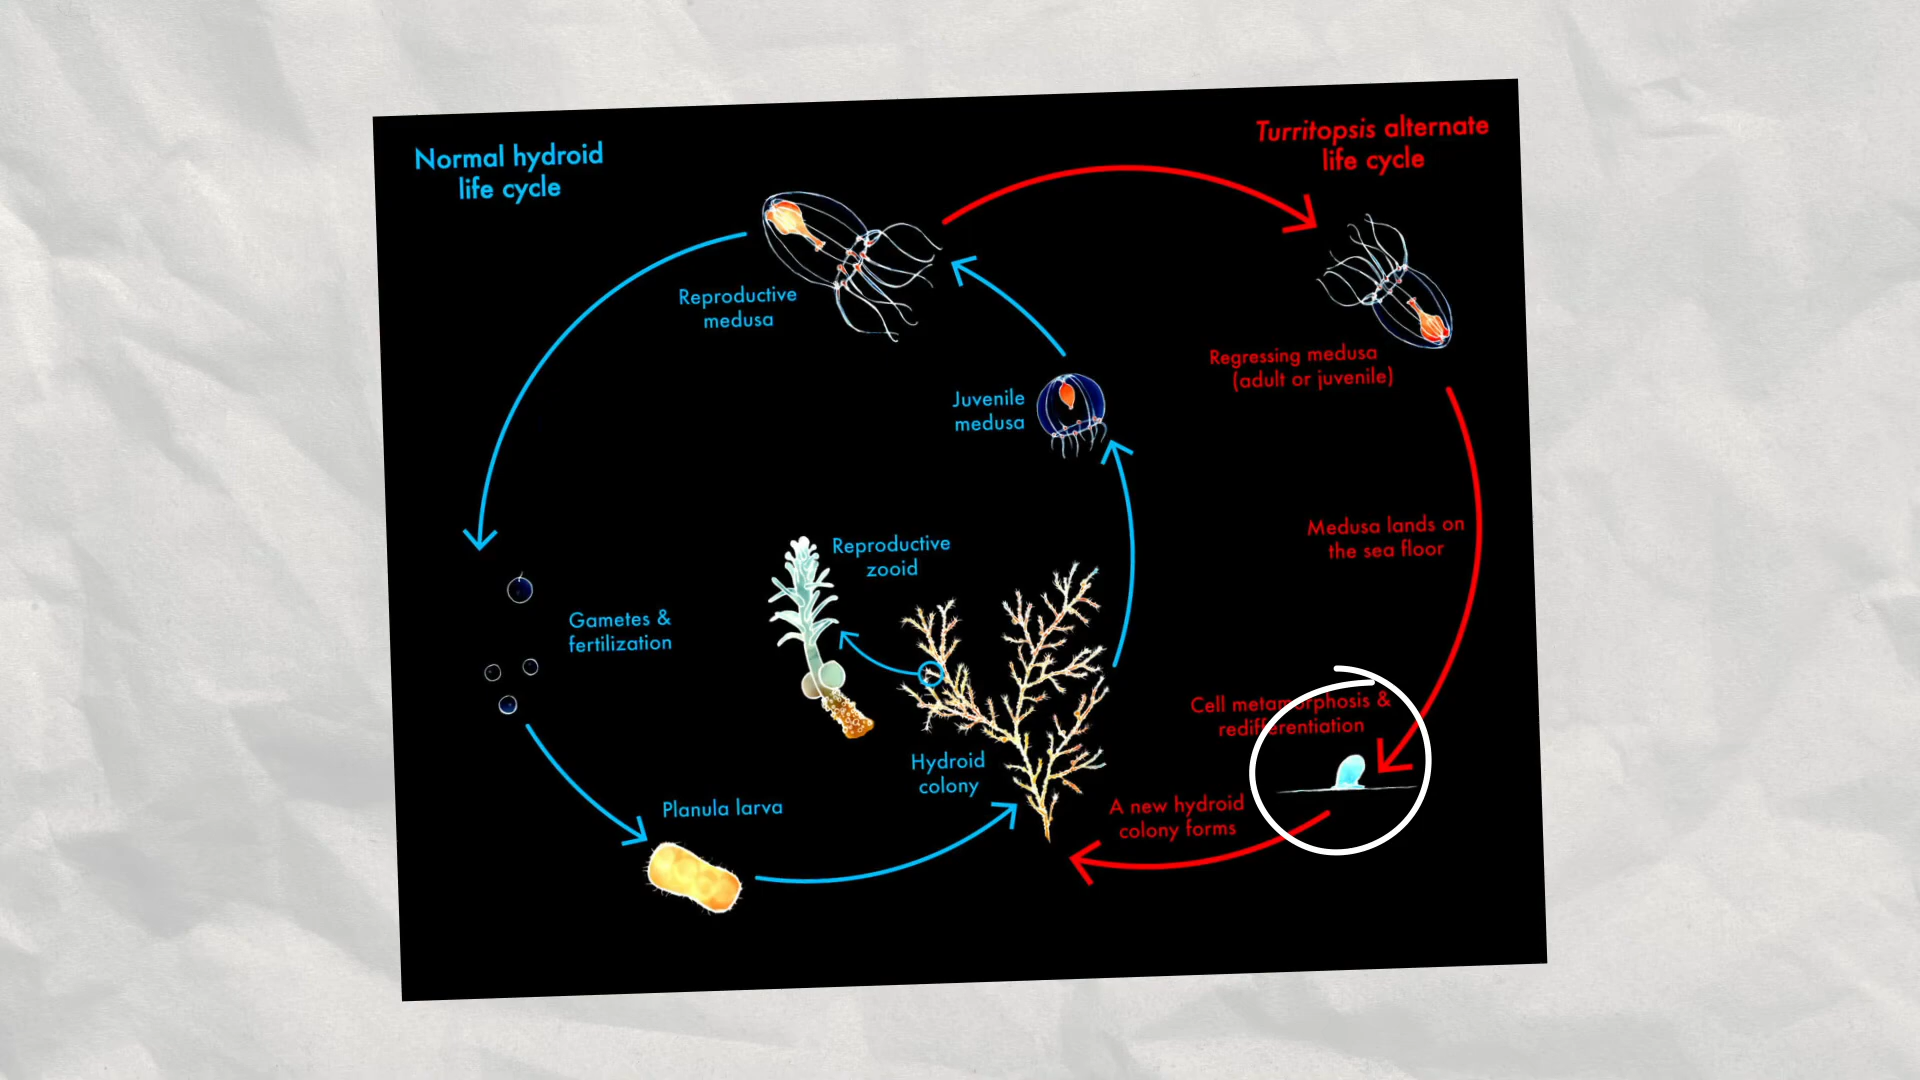 Normal hydroid
life cycle
Turritopsis alternate
life cycle
Reproductive
medusa
Regressing medusa
(adult or juvenile)
Juvenile
medusa
Medusa lands on
the sea floor
Reproductive
zooid
Gametes &
fertilization
Cell metamorphosis &
redifferentiation
Hydroid
colony
A new hydroid
colony forms
Planula larva